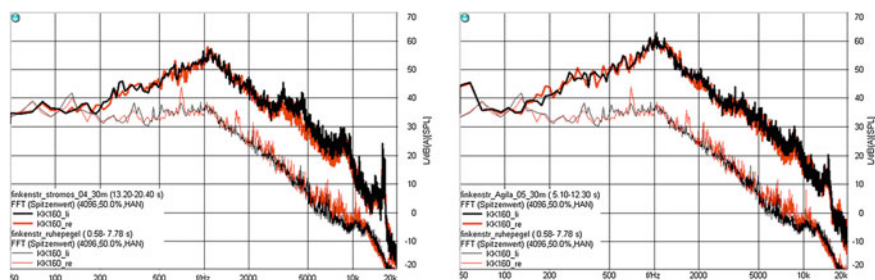 70
60
50
40
30
20
10
0
-10
-20
L/dB(A)[SPL]
finkenstr_stromos_04_30m (13.20-20.40 s)
FFT (Spitzenwert) (4096,50.0%,HAN)
KK160_li
KK160_re
finkenstr_ruhepegel ( 0.58- 7.78 s)
FFT (Spitzenwert) (4096,50.0%,HAN)
KK160_li
KK160_re
50 100 200 500 f/Hz 2000 5000 10k 20k
70
60
50
40
30
20
10
0
-10
-20
L/dB(A)[SPL]
finkenstr_Agila_05_30m ( 5.10-12.30 s)
FFT (Spitzenwert) (4096,50.0%,HAN)
KK160_li
KK160_re
finkenstr_ruhepegel ( 0.58- 7.78 s)
FFT (Spitzenwert) (4096,50.0%,HAN)
KK160_li
KK160_re
50 100 200 500 f/Hz 2000 5000 10k 20k